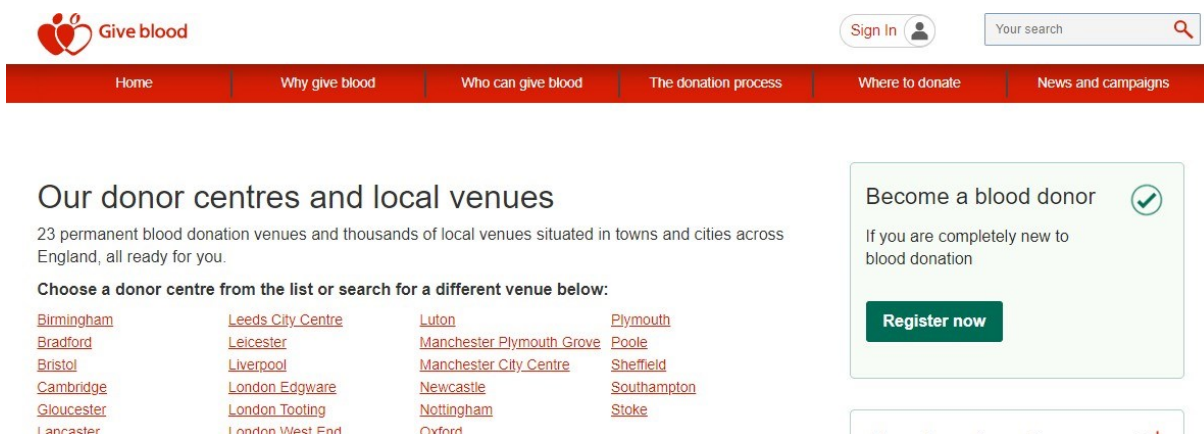 Give blood
Sign In
Your search
Home Why give blood Who can give blood The donation process Where to donate News and campaigns
Our donor centres and local venues
23 permanent blood donation venues and thousands of local venues situated in towns and cities across
England, all ready for you.
Choose a donor centre from the list or search for a different venue below:
Birmingham
Bradford
Bristol
Cambridge
Gloucester
Lancaster
Leeds City Centre
Leicester
Liverpool
London Edgware
London Tooting
London West End
Luton
Manchester Plymouth Grove
Manchester City Centre
Newcastle
Nottingham
Oxford
Plymouth
Poole
Sheffield
Southampton
Stoke
Become a blood donor
If you are completely new to
blood donation
Register now